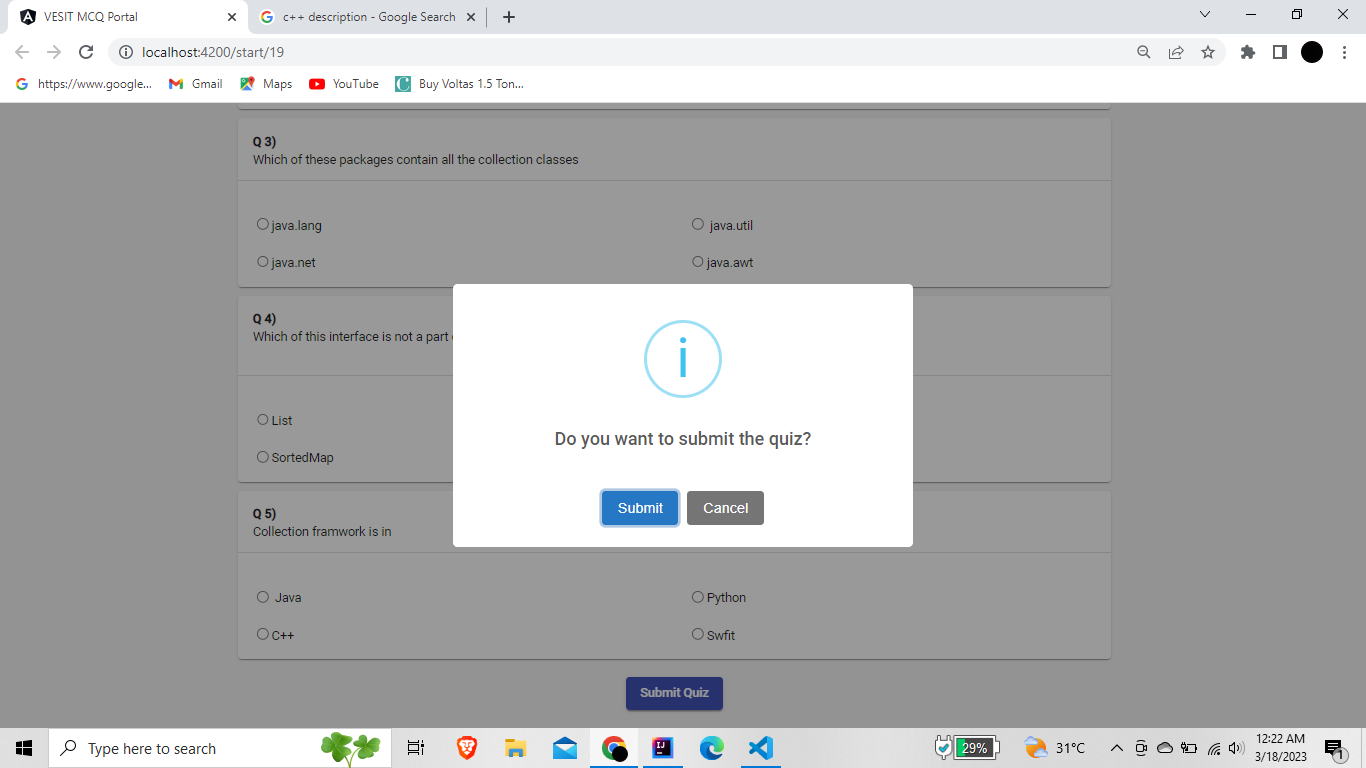 VESIT MCQ Portal
c++ description - Google Search
localhost:4200/start/19
https://www.google...
Gmail
Maps
YouTube
Buy Voltas 1.5 Ton...
Q 3)
Which of these packages contain all the collection classes
java.lang
java.util
java.net
java.awt
Q 4)
Which of this interface is not a part
List
SortedMap
i
Do you want to submit the quiz?
Submit
Cancel
Q 5)
Collection framwork is in
Java
Python
C++
Swfit
Submit Quiz
Type here to search
29%
31°C
12:22 AM
3/18/2023
1